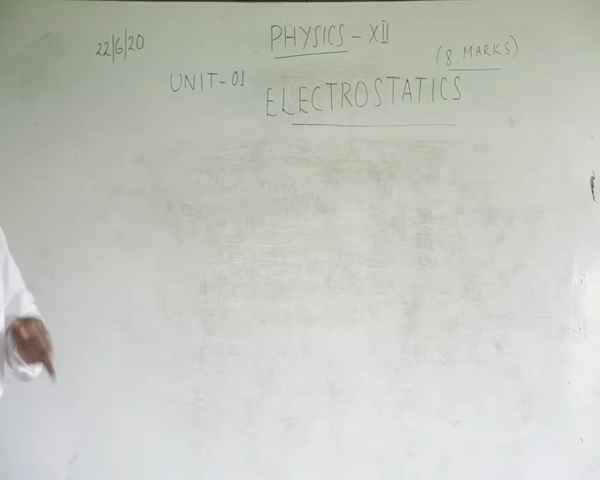 22/6/20
PHYSICS - XII
(8 MARKS)
UNIT-01
ELECTROSTATICS